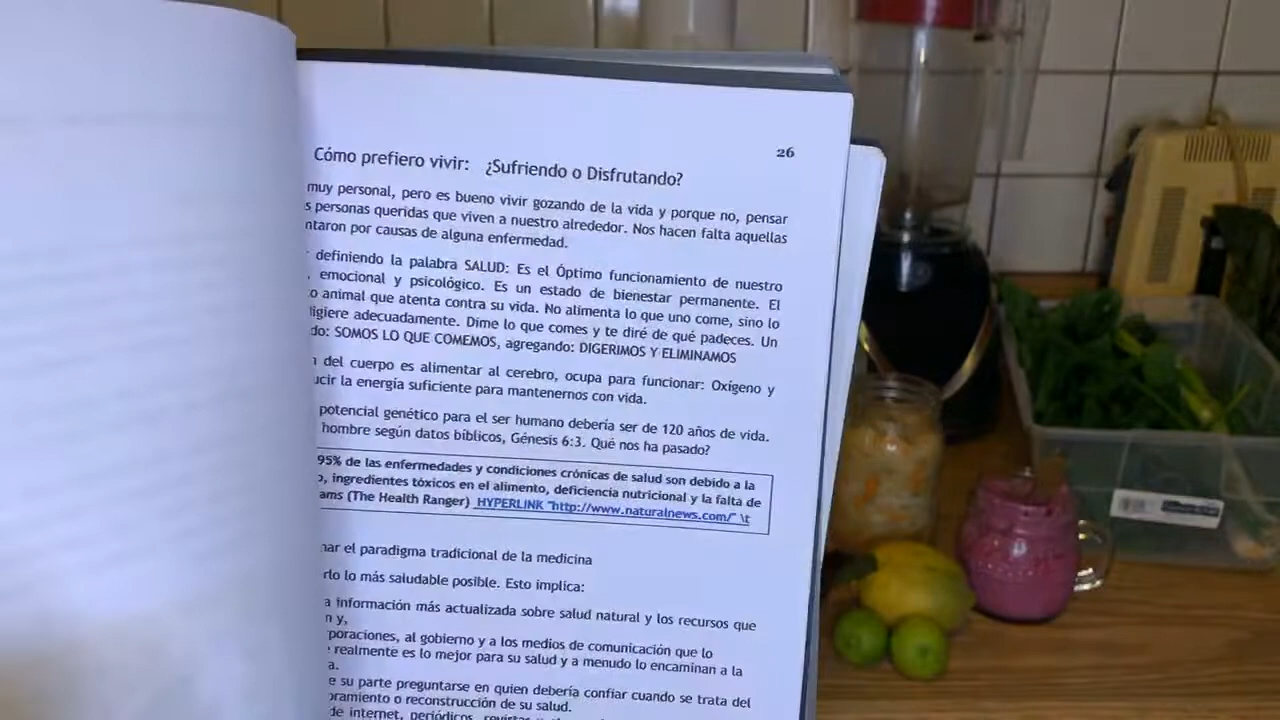 26
Cómo prefiero vivir: ¿Sufriendo o Disfrutando?
muy personal, pero es bueno vivir gozando de la vida y porque no, pensar
personas queridas que viven a nuestro alrededor. Nos hacen falta aquellas
por causas de alguna enfermedad.
definiendo la palabra SALUD: Es el Óptimo funcionamiento de nuestro
, emocional y psicológico. Es un estado de bienestar permanente. El
animal que atenta contra su vida. No alimenta lo que uno come, sino lo
adecuadamente. Dime lo que comes y te diré de qué padeces. Un
SOMOS LO QUE COMEMOS, agregando: DIGERIMOS Y ELIMINAMOS
del cuerpo es alimentar al cerebro, ocupa para funcionar: Oxígeno y
la energía suficiente para mantenernos con vida.
potencial genético para el ser humano debería ser de 120 años de vida.
hombre según datos bíblicos, Génesis 6:3. Qué nos ha pasado?
95% de las enfermedades y condiciones crónicas de salud son debido a la
, ingredientes tóxicos en el alimento, deficiencia nutricional y la falta de
ams (The Health Ranger) HYPERLINK "http://www.naturalnews.com/" \t
el paradigma tradicional de la medicina
lo más saludable posible. Esto implica:
a información más actualizada sobre salud natural y los recursos que
y,
poraciones, al gobierno y a los medios de comunicación que lo
realmente es lo mejor para su salud y a menudo lo encaminan a la
a.
e su parte preguntarse en quien debería confiar cuando se trata del
o reconstrucción de su salud.
de internet, periódicos,